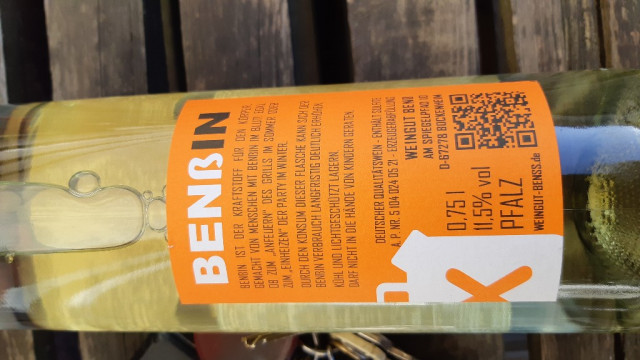 BENßIN
BENßIN IST DER KRAFTSTOFF FÜR DEIN KÖRPER,
GEMACHT VON MENSCHEN MIT BENßIN IM BLUT! EGAL
OB ZUM „ANFEUERN“ DES GRILLS IM SOMMER ODER
ZUM „EINHEIZEN“ DER PARTY IM WINTER.
DURCH DEN KONSUM DIESER FLASCHE KANN SICH DER
BENßIN VERBRAUCH LANGFRISTIG DEUTLICH ERHÖHEN.
KÜHL UND LICHTGESCHÜTZT LAGERN.
DARF NICHT IN DIE HÄNDE VON KINDERN GERATEN.
DEUTSCHER QUALITÄTSWEIN - ENTHÄLT SULFITE
A. P. NR. 5 184 024 05 21 - ERZEUGERABFÜLLUNG
WEINGUT BENß
AM SPIEGELPFAD 10
D-67278 BOCKENHEIM
0,75 l
11,5% vol
PFALZ
WEINGUT-BENSS.de